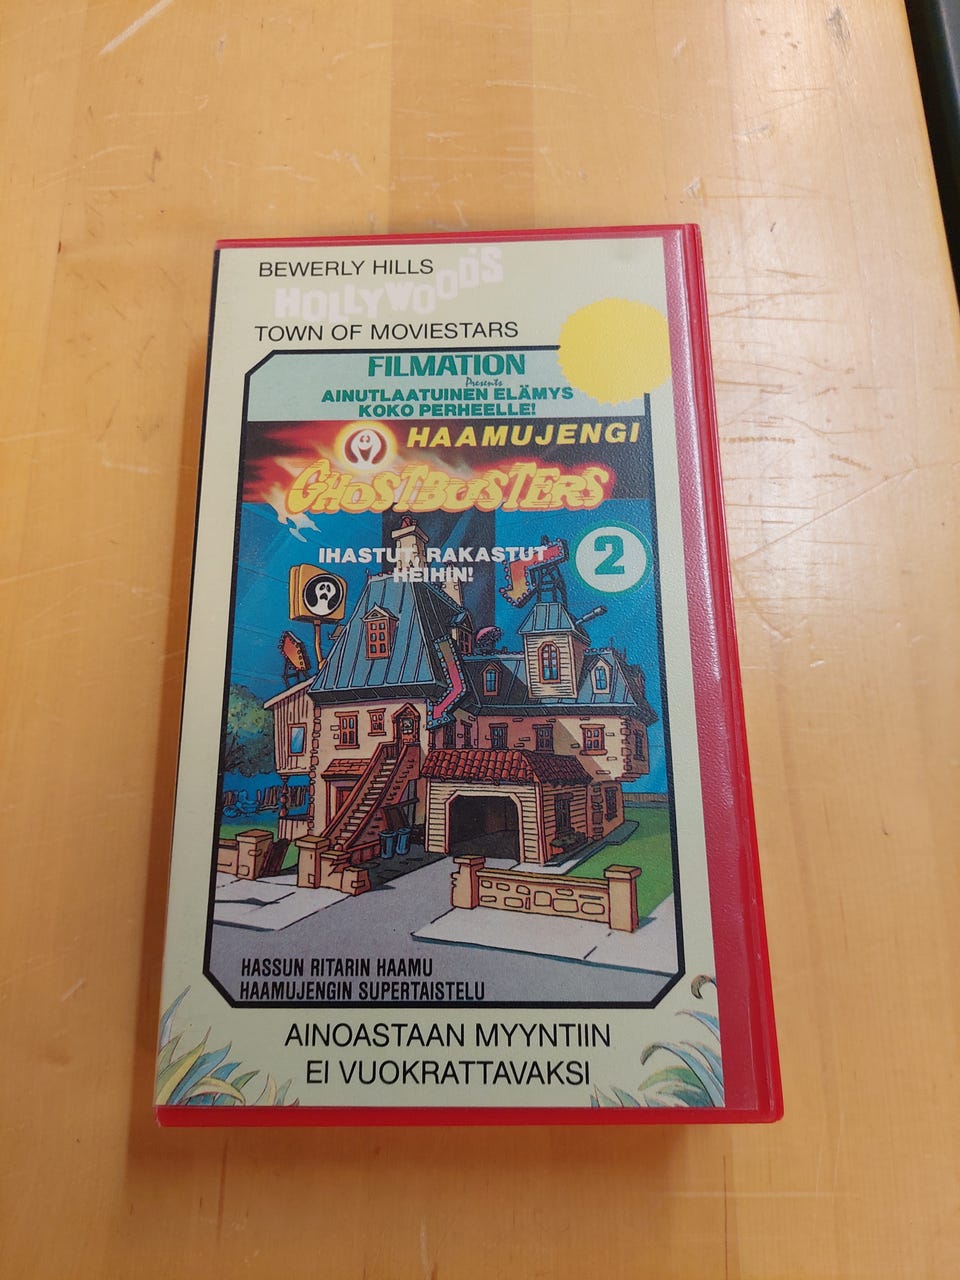 BEWERLY HILLS
HOLLYWOOD'S
TOWN OF MOVIESTARS
FILMATION
Presents
AINUTLAATUINEN ELÄMYS
KOKO PERHEELLE!
HAAMUJENGI
GHOSTBUSTERS
IHASTUT, RAKASTUT
HEIHIN!
2
HASSUN RITARIN HAAMU
HAAMUJENGIN SUPERTAISTELU
AINOASTAAN MYYNTIIN
EI VUOKRATTAVAKSI